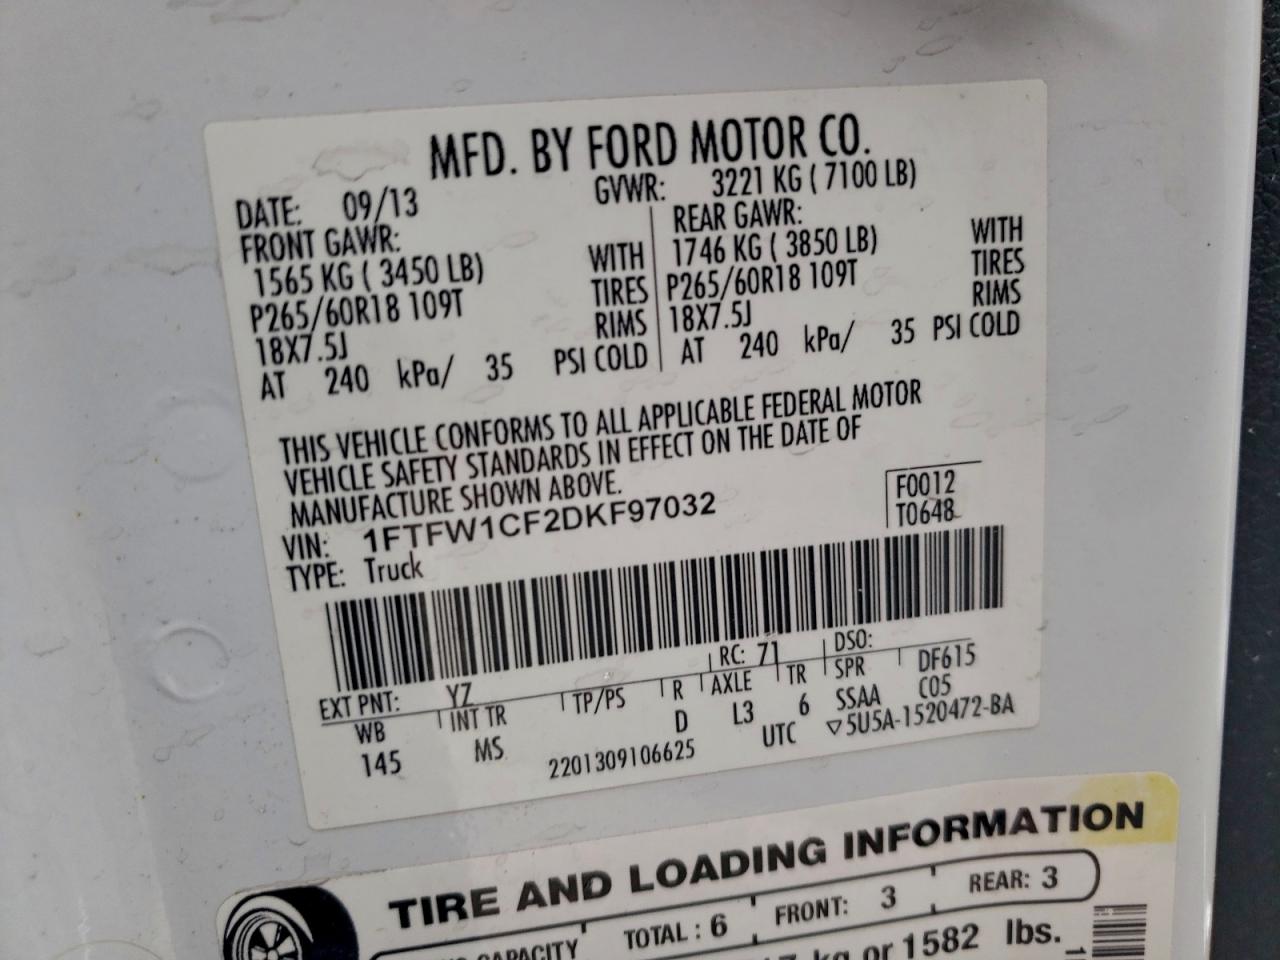 MFD. BY FORD MOTOR CO.
DATE: 09/13 GVWR: 3221 KG ( 7100 LB)
FRONT GAWR: REAR GAWR:
1565 KG ( 3450 LB) WITH 1746 KG ( 3850 LB) WITH
P265/60R18 109T TIRES P265/60R18 109T TIRES
18X7.5J RIMS 18X7.5J RIMS
AT 240 kPa/ 35 PSI COLD AT 240 kPa/ 35 PSI COLD
THIS VEHICLE CONFORMS TO ALL APPLICABLE FEDERAL MOTOR
VEHICLE SAFETY STANDARDS IN EFFECT ON THE DATE OF
MANUFACTURE SHOWN ABOVE.
VIN: 1FTFW1CF2DKF97032 F0012
TYPE: Truck T0648
EXT PNT: YZ RC: 71 DSO:
WB INT TR TP/PS R AXLE TR SPR DF615
145 MS D L3 6 SSAA C05
2201309106625 UTC ▽5U5A-1520472-BA
TIRE AND LOADING INFORMATION
CAPACITY TOTAL : 6 FRONT: 3 REAR: 3
kg or 1582 lbs.